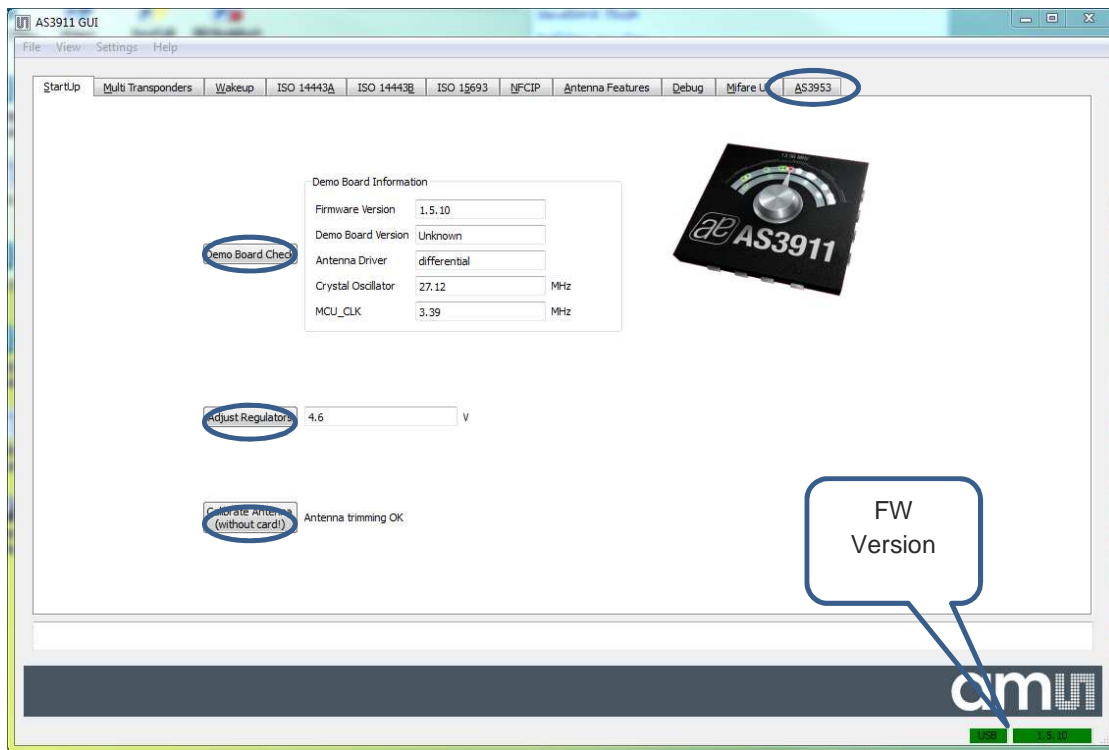 AS3911 GUI
File View Settings Help
StartUp Multi Transponders Wakeup ISO 14443A ISO 14443B ISO 15693 NFCIP Antenna Features Debug Mifare AS3953
Demo Board Information
Firmware Version 1.5.10
Demo Board Version Unknown
Demo Board Check
Antenna Driver differential
Crystal Oscillator 27.12 MHz
MCU_CLK 3.39 MHz
AS3911
Adjust Regulators 4.6 V
Calibrate Antenna
(without card!)
Antenna trimming OK
FW
Version
am
USB 1.5.10